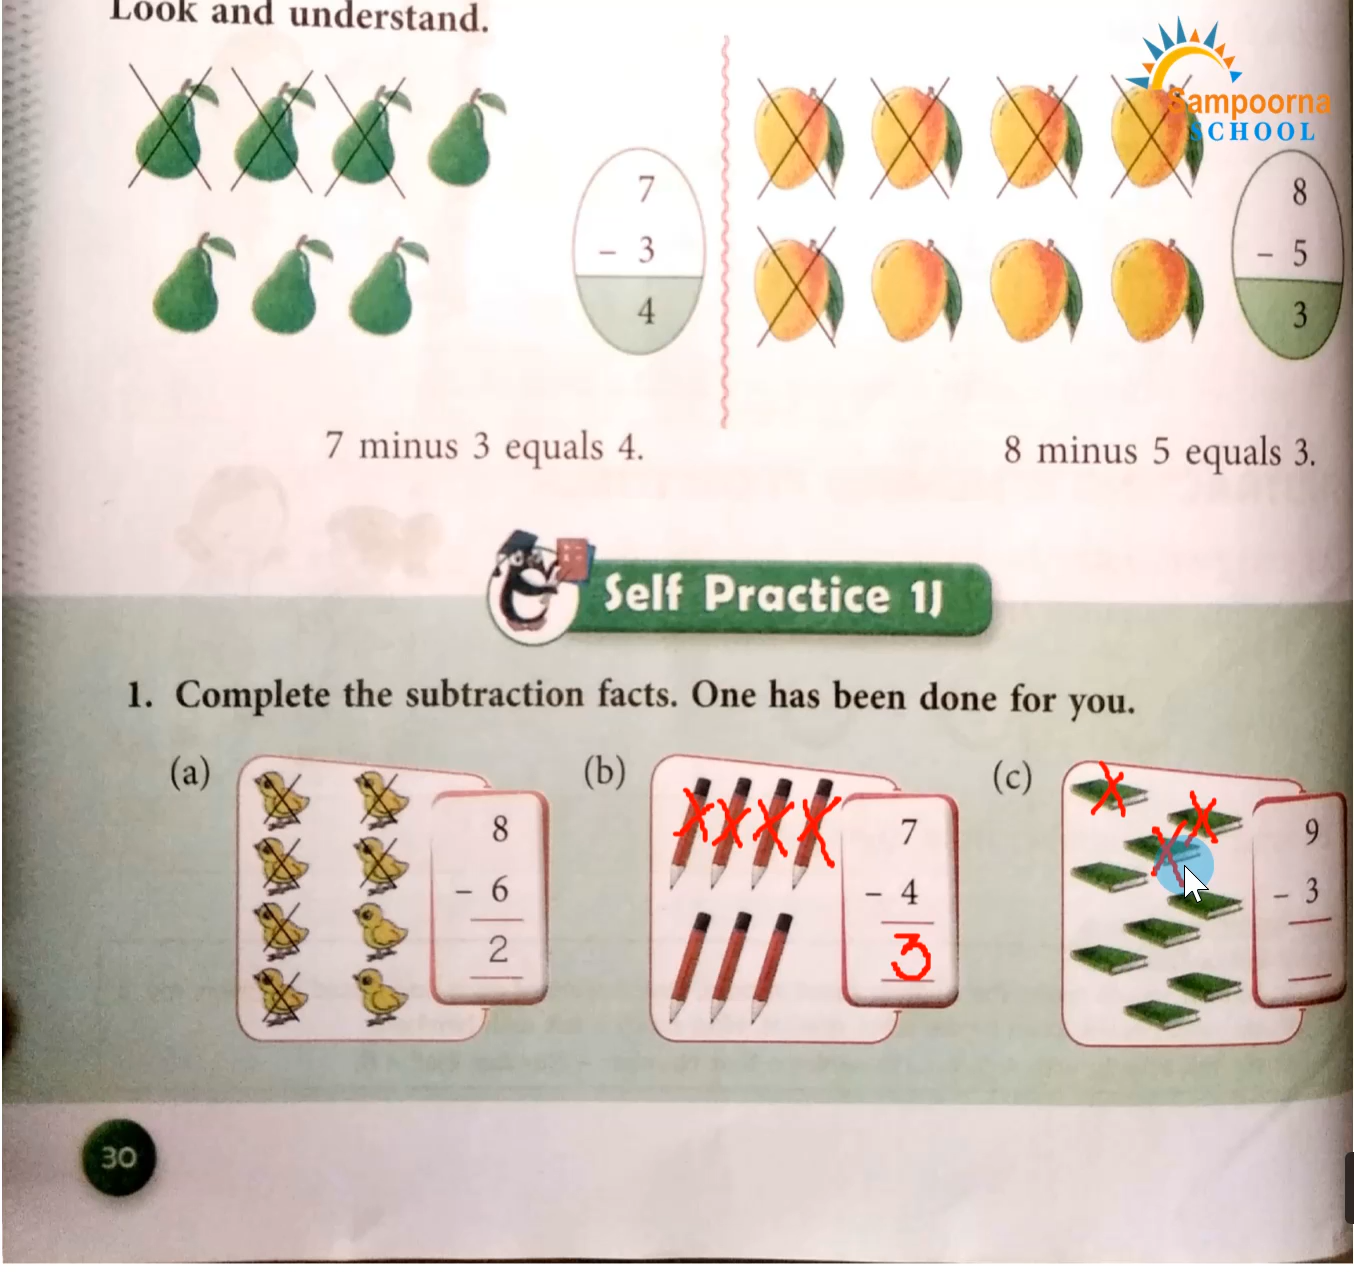 Look and understand.
Sampoorna
SCHOOL
7
- 3
4
8
- 5
3
7 minus 3 equals 4.
8 minus 5 equals 3.
Self Practice 1J
1. Complete the subtraction facts. One has been done for you.
(a)
8
- 6
2
(b)
7
- 4
3
(c)
9
- 3
30